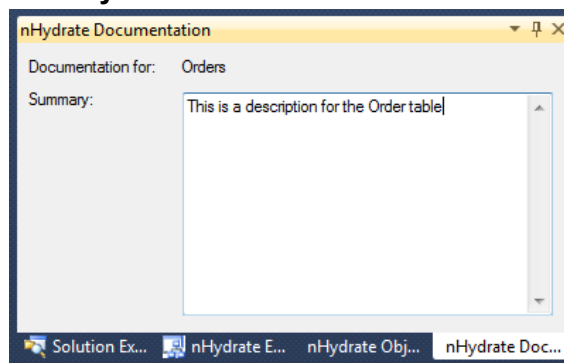 nHydrate Documentation
Documentation for: Orders
Summary: This is a description for the Order table
Solution Ex... nHydrate E... nHydrate Obj... nHydrate Doc...